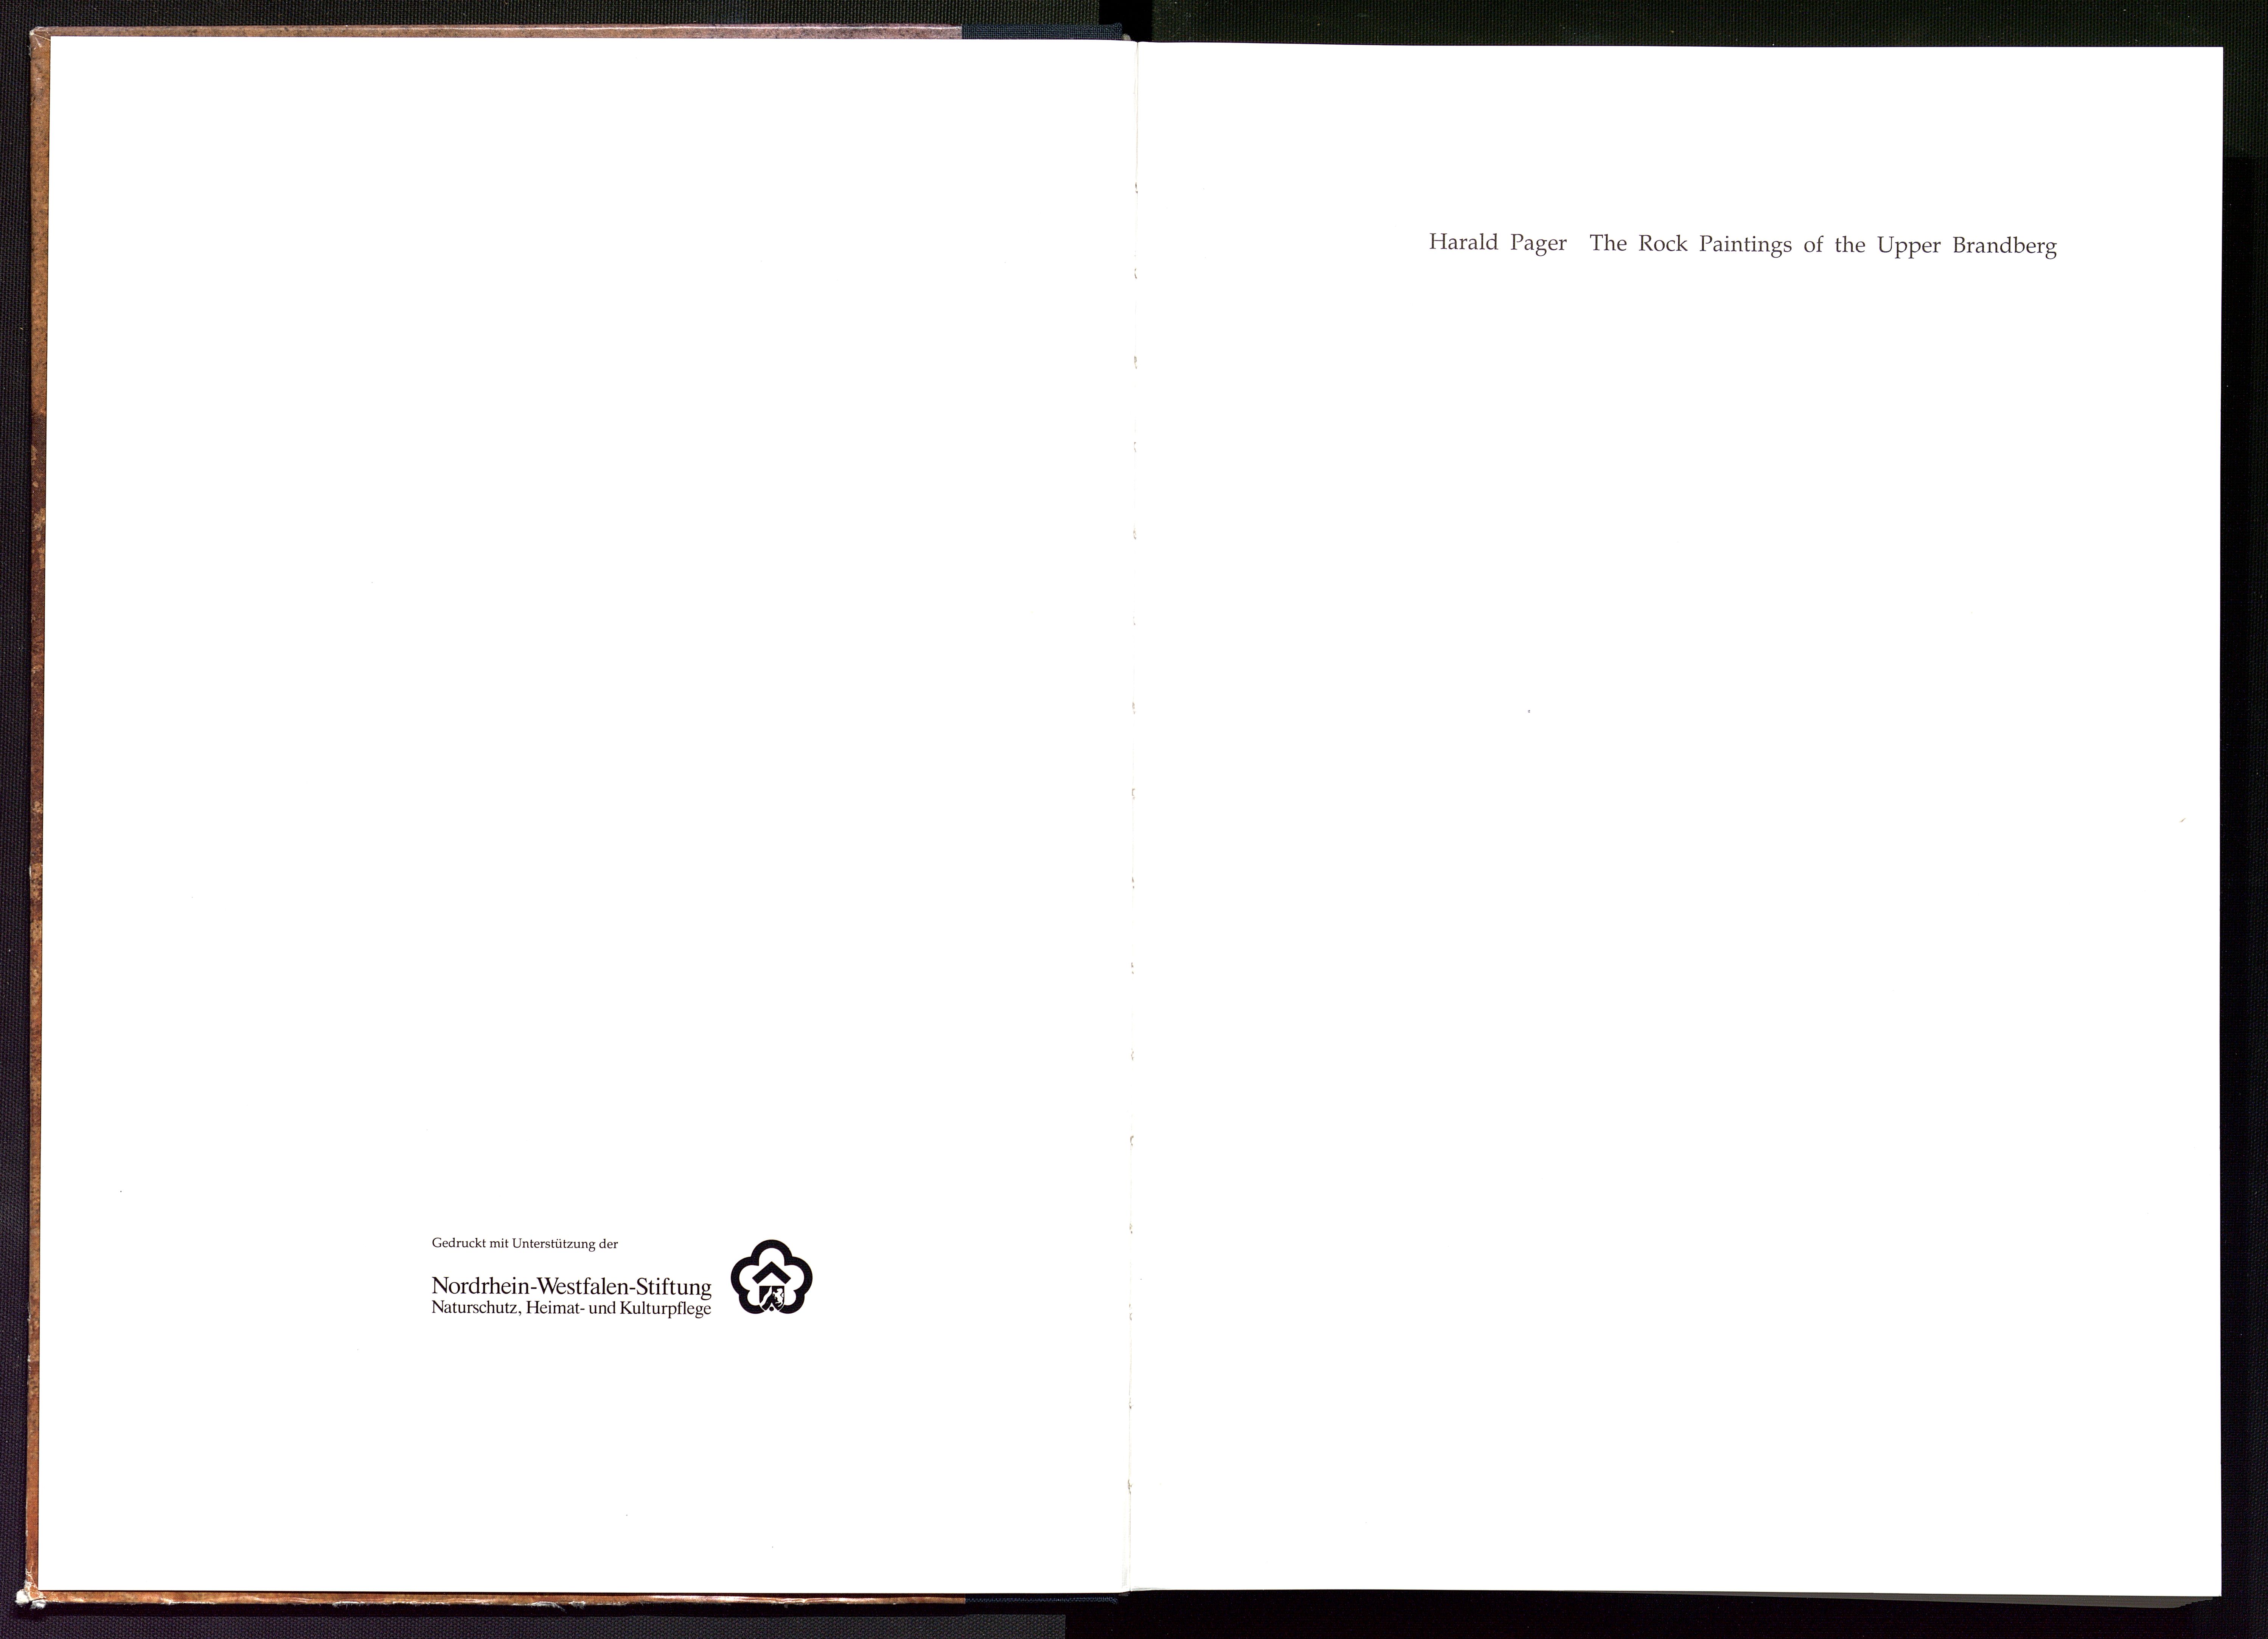 Gedruckt mit Unterstützung der
Nordrhein-Westfalen-Stiftung
Naturschutz, Heimat- und Kulturpflege
Harald Pager The Rock Paintings of the Upper Brandberg